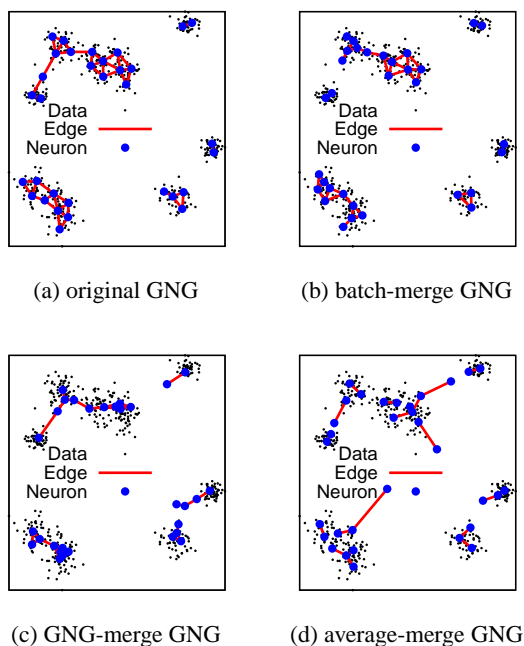 Data
Edge
Neuron
Data
Edge
Neuron
(a) original GNG
(b) batch-merge GNG
Data
Edge
Neuron
Data
Edge
Neuron
(c) GNG-merge GNG
(d) average-merge GNG